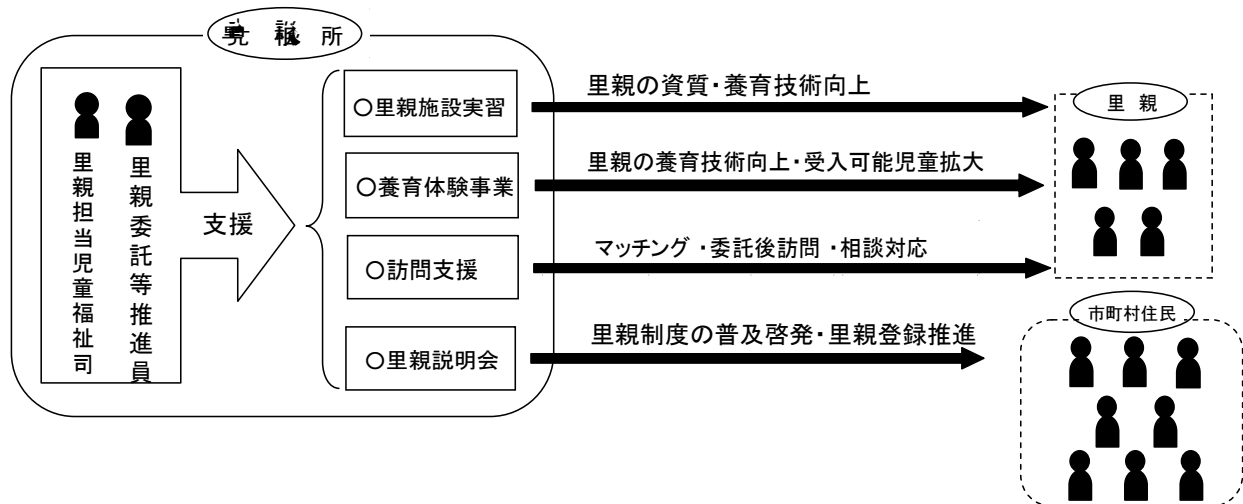 所
里親担当児童福祉司
里親委託等推進員
支援
〇里親施設実習
〇養育体験事業
〇訪問支援
〇里親説明会
里親の資質・養育技術向上
里親の養育技術向上・受入可能児童拡大
マッチング・委託後訪問・相談対応
里親制度の普及啓発・里親登録推進
里 親
市町村住民